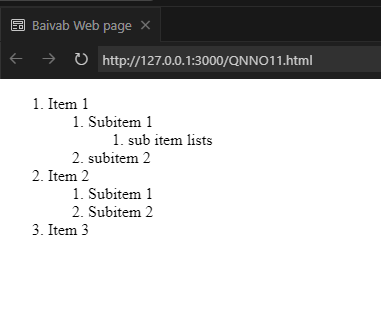 Baivab Web page
http://127.0.0.1:3000/QNNO11.html
1. Item 1
1. Subitem 1
1. sub item lists
2. subitem 2
2. Item 2
1. Subitem 1
2. Subitem 2
3. Item 3